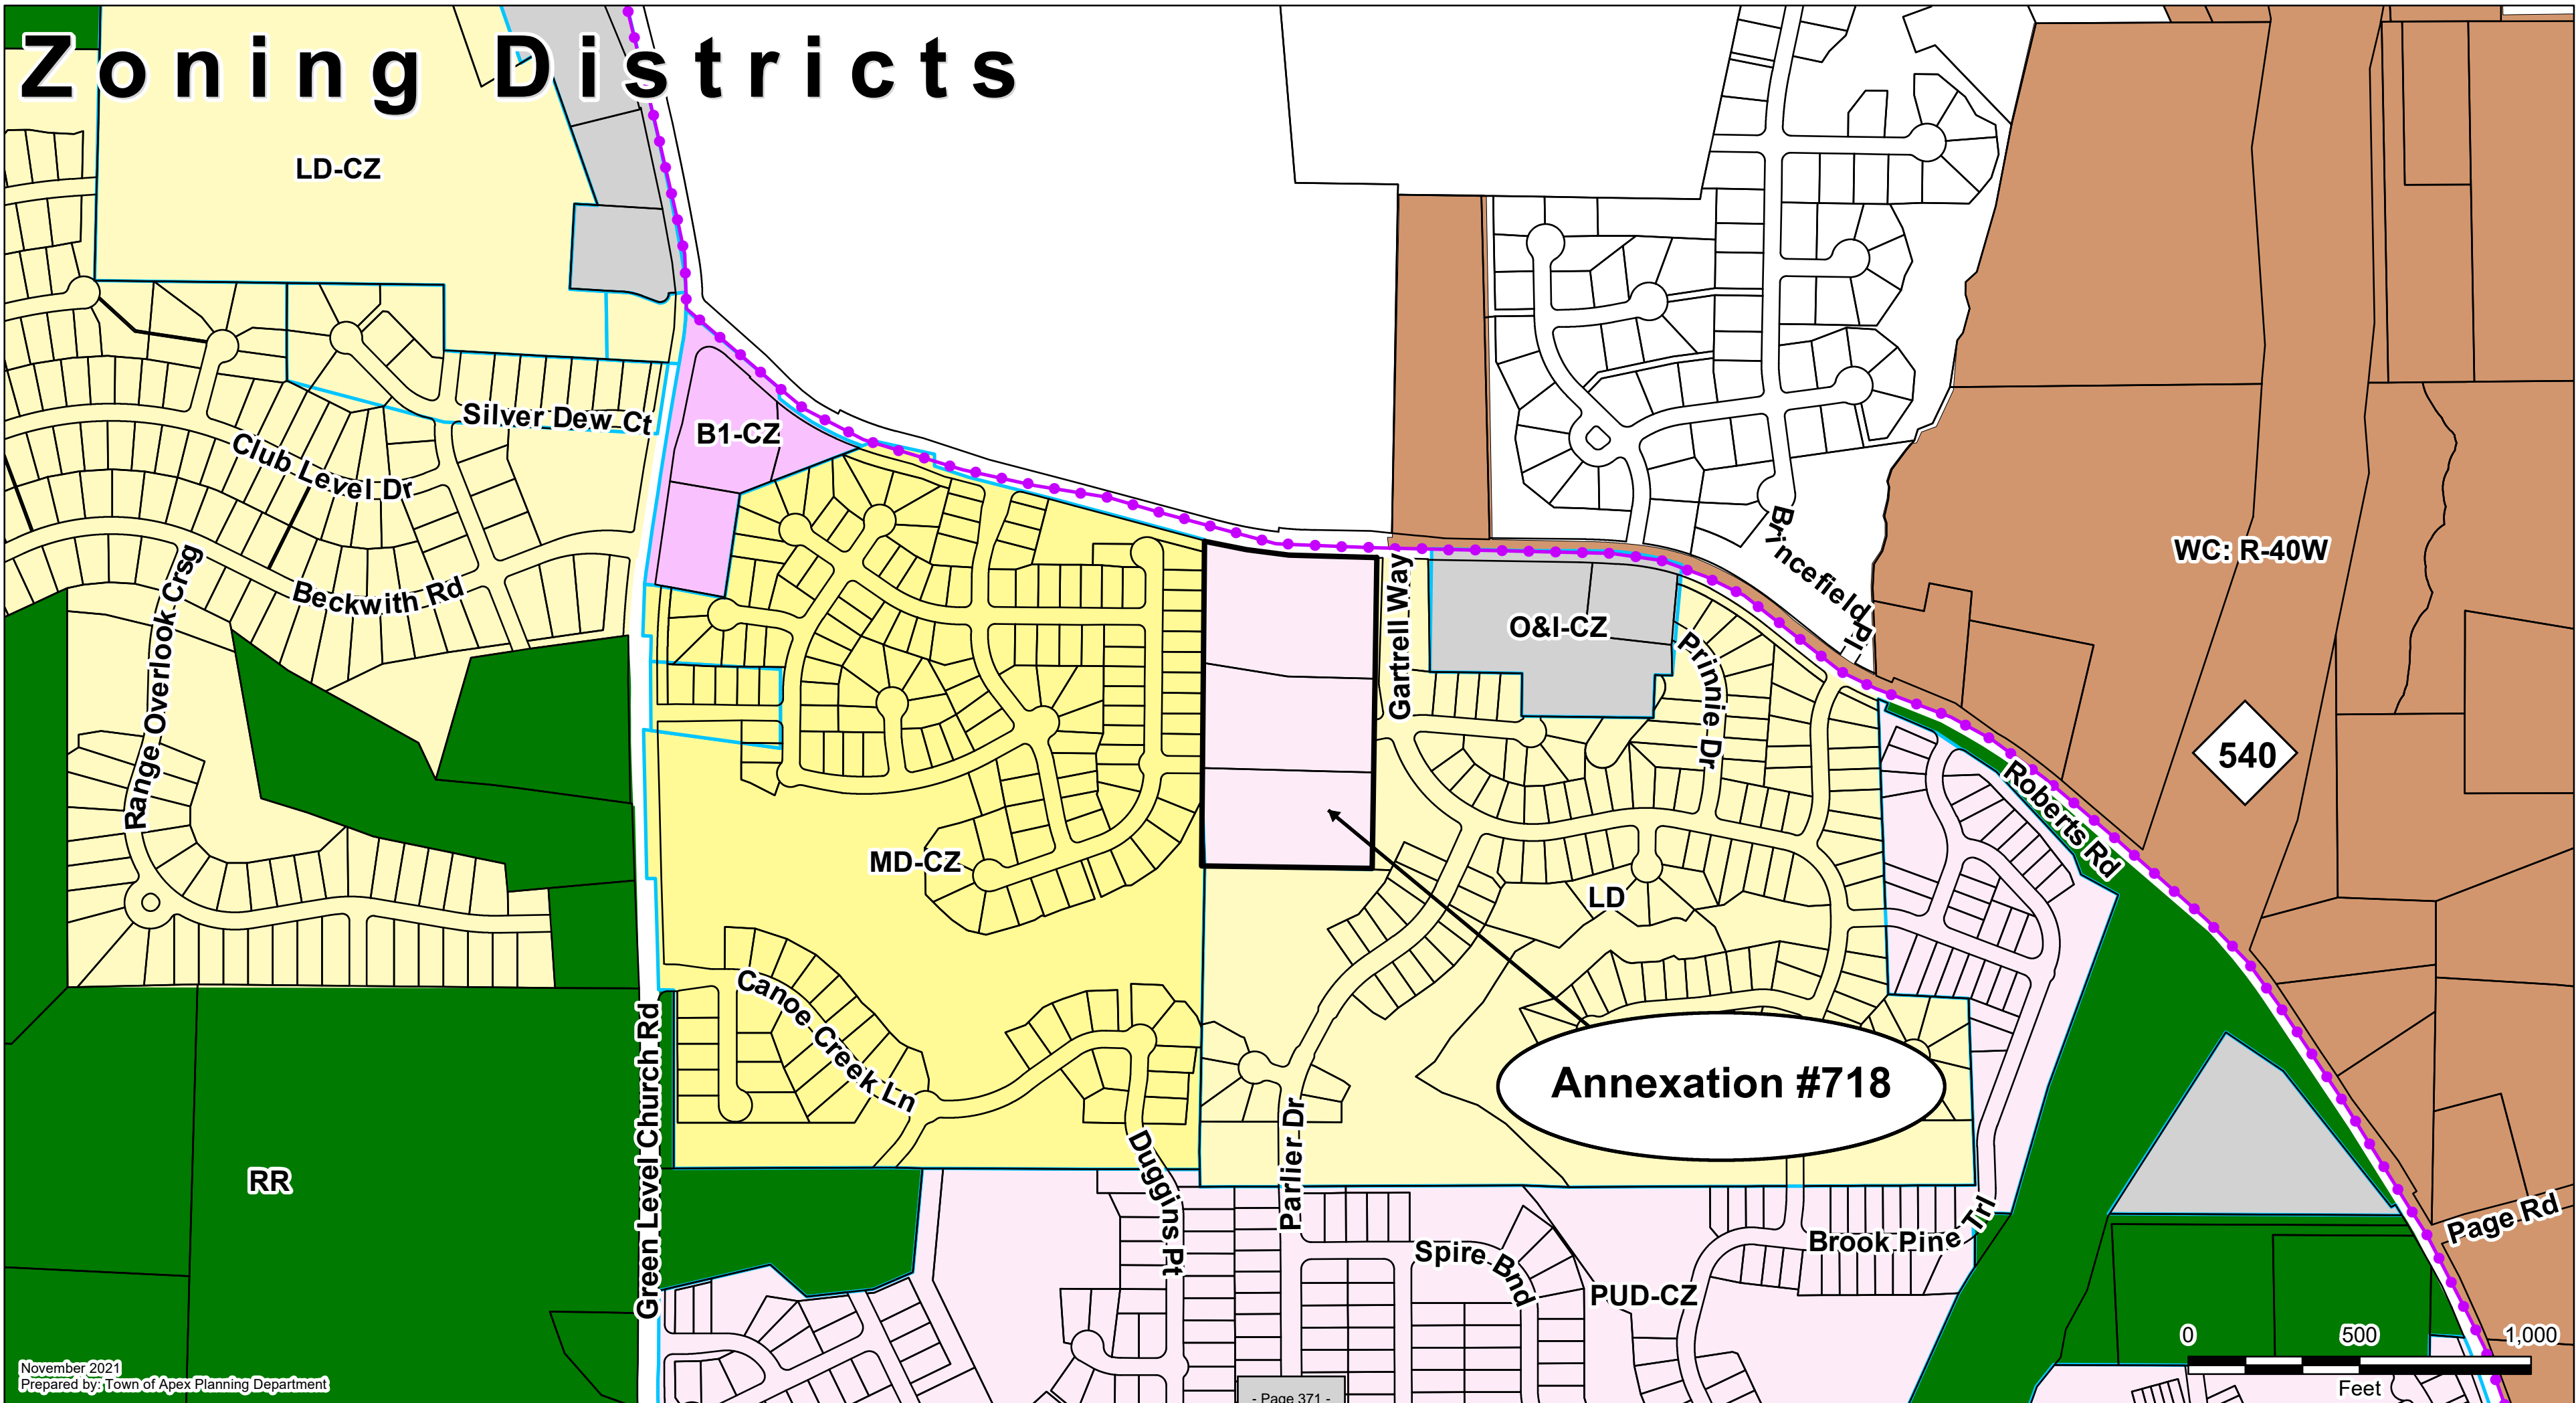 Zoning Districts
LD-CZ
Silver Dew Ct
B1-CZ
Club Level Dr
Beckwith Rd
Range Overlook Crsg
Brincefield Pl
WC: R-40W
Gartrell Way
O&I-CZ
Prinnie Dr
540
Roberts Rd
MD-CZ
LD
Canoe Creek Ln
Green Level Church Rd
Annexation #718
RR
Duggins Pt
Parlier Dr
Spire Bnd
PUD-CZ
Brook Pine Trl
Page Rd
0 500 1,000
Feet
November 2021
Prepared by: Town of Apex Planning Department
- Page 371 -